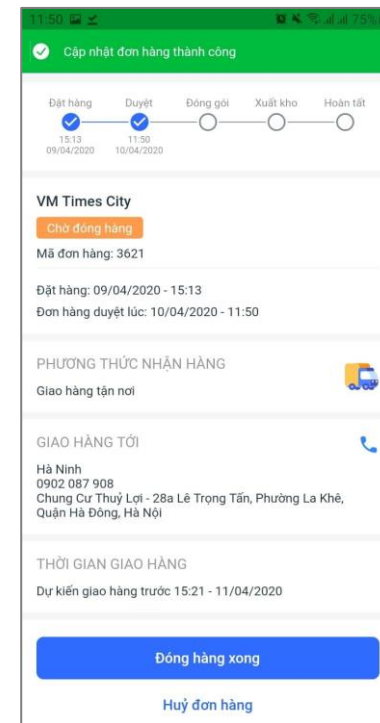 11:50 75%
Cập nhật đơn hàng thành công
Đặt hàng Duyệt Đóng gói Xuất kho Hoàn tất
15:13 11:50
09/04/2020 10/04/2020
VM Times City
Chờ đóng hàng
Mã đơn hàng: 3621
Đặt hàng: 09/04/2020 - 15:13
Đơn hàng duyệt lúc: 10/04/2020 - 11:50
PHƯƠNG THỨC NHẬN HÀNG
Giao hàng tận nơi
GIAO HÀNG TỚI
Hà Ninh
0902 087 908
Chung Cư Thuỷ Lợi - 28a Lê Trọng Tấn, Phường La Khê,
Quận Hà Đông, Hà Nội
THỜI GIAN GIAO HÀNG
Dự kiến giao hàng trước 15:21 - 11/04/2020
Đóng hàng xong
Huỷ đơn hàng